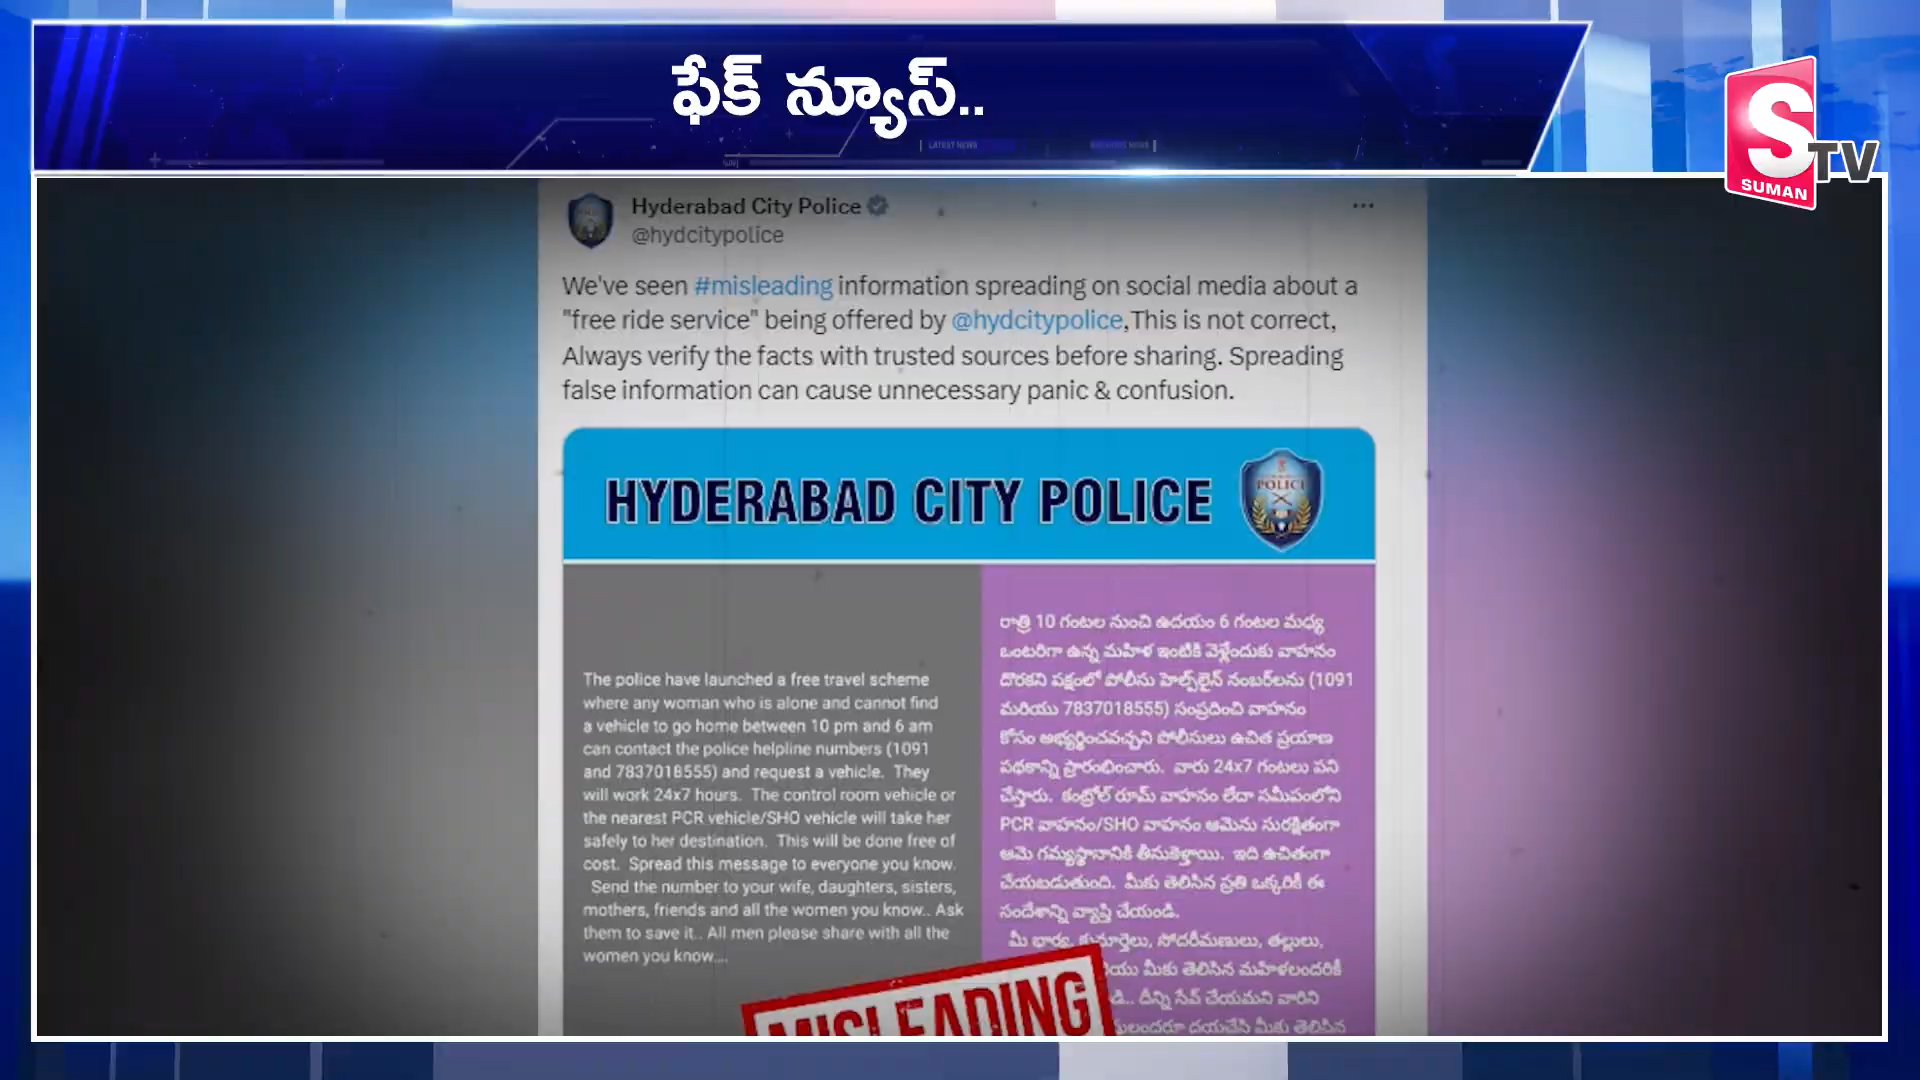 ఫేక్ న్యూస్..
S
TV
SUMAN
LATEST NEWS
Hyderabad City Police
@hydcitypolice
We've seen #misleading information spreading on social media about a
"free ride service" being offered by @hydcitypolice,This is not correct,
Always verify the facts with trusted sources before sharing. Spreading
false information can cause unnecessary panic & confusion.
HYDERABAD CITY POLICE
POLICE
The police have launched a free travel scheme
where any woman who is alone and cannot find
a vehicle to go home between 10 pm and 6 am
can contact the police helpline numbers (1091
and 7837018555) and request a vehicle. They
will work 24x7 hours. The control room vehicle or
the nearest PCR vehicle/SHO vehicle will take her
safely to her destination. This will be done free of
cost. Spread this message to everyone you know.
Send the number to your wife, daughters, sisters,
mothers, friends and all the women you know.. Ask
them to save it.. All men please share with all the
women you know....
రాత్రి 10 గంటల నుంచి ఉదయం 6 గంటల మధ్య
ఒంటరిగా ఉన్న మహిళ ఇంటికి వెళ్లేందుకు వాహనం
దొరకని పక్షంలో పోలీసు హెల్ప్‌లైన్ నంబర్‌లను (1091
మరియు 7837018555) సంప్రదించి వాహనం
కోసం అభ్యర్థించవచ్చని పోలీసులు ఉచిత ప్రయాణ
పథకాన్ని ప్రారంభించారు. వారు 24x7 గంటలు పని
చేస్తారు. కంట్రోల్ రూమ్ వాహనం లేదా సమీపంలోని
PCR వాహనం/SHO వాహనం ఆమెను సురక్షితంగా
ఆమె గమ్యస్థానానికి తీసుకెళ్తాయి. ఇది ఉచితంగా
చేయబడుతుంది. మీకు తెలిసిన ప్రతి ఒక్కరికీ ఈ
సందేశాన్ని వ్యాప్తి చేయండి.
మీ భార్య, కుమార్తెలు, సోదరీమణులు, తల్లులు,
మీకు తెలిసిన మహిళలందరికీ
దీన్ని సేవ్ చేయమని వారిని
దయచేసి మీకు తెలిసిన
MISLEADING